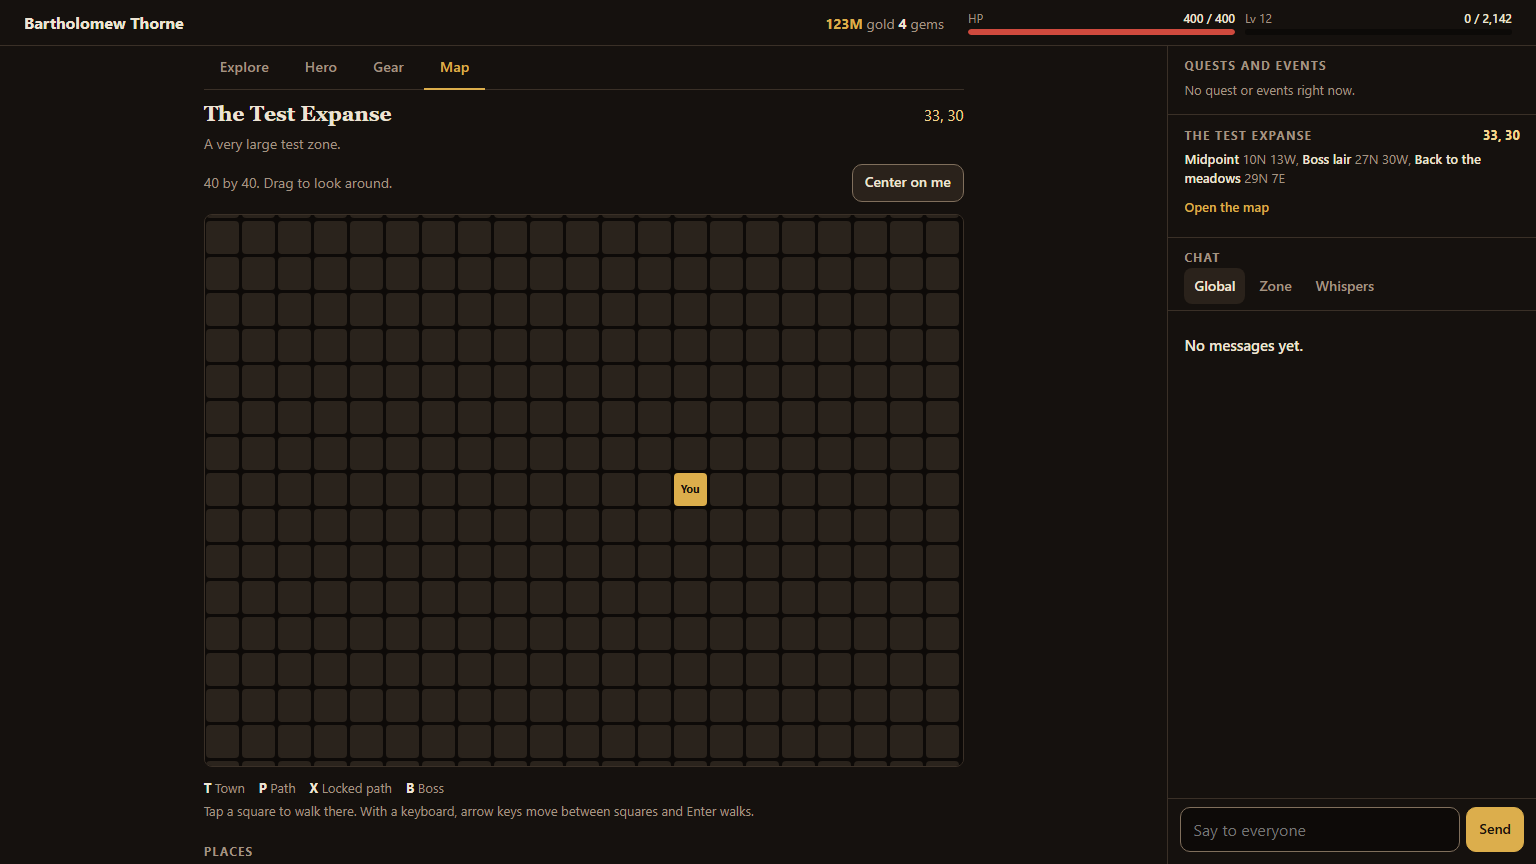 Bartholomew Thorne
123M gold 4 gems
HP 400 / 400
Lv 12 0 / 2,142
Explore Hero Gear Map
The Test Expanse
33, 30
A very large test zone.
40 by 40. Drag to look around.
Center on me
You
T Town P Path X Locked path B Boss
Tap a square to walk there. With a keyboard, arrow keys move between squares and Enter walks.
PLACES
QUESTS AND EVENTS
No quest or events right now.
THE TEST EXPANSE 33, 30
Midpoint 10N 13W, Boss lair 27N 30W, Back to the
meadows 29N 7E
Open the map
CHAT
Global Zone Whispers
No messages yet.
Say to everyone
Send